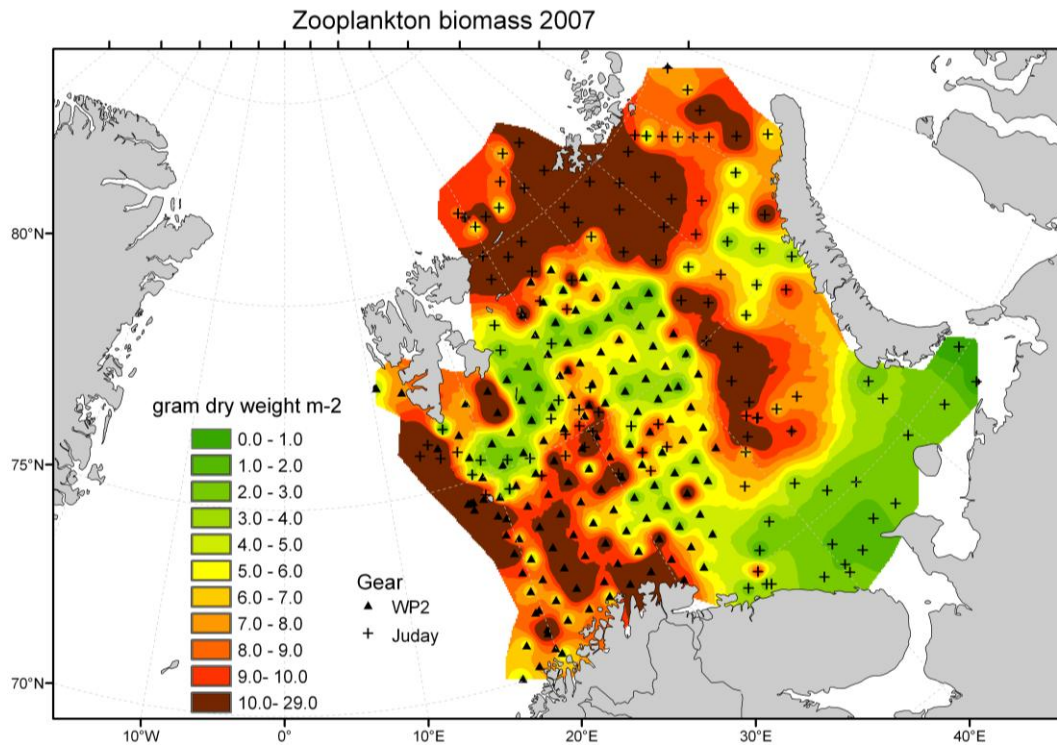 Zooplankton biomass 2007
80°N
75°N
70°N
gram dry weight m-2
0.0 - 1.0
1.0 - 2.0
2.0 - 3.0
3.0 - 4.0
4.0 - 5.0
5.0 - 6.0
6.0 - 7.0
7.0 - 8.0
8.0 - 9.0
9.0- 10.0
10.0- 29.0
Gear
WP2
Juday
10°W
0°E
10°E
20°E
30°E
40°E